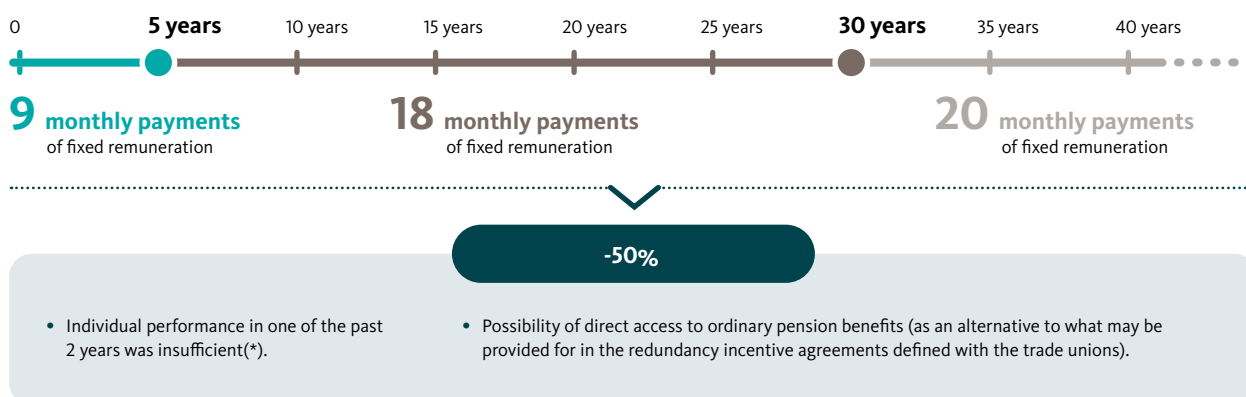 0 5 years 10 years 15 years 20 years 25 years 30 years 35 years 40 years
9 monthly payments
of fixed remuneration
18 monthly payments
of fixed remuneration
20 monthly payments
of fixed remuneration
-50%
• Individual performance in one of the past
2 years was insufficient(*).
• Possibility of direct access to ordinary pension benefits (as an alternative to what may be
provided for in the redundancy incentive agreements defined with the trade unions).